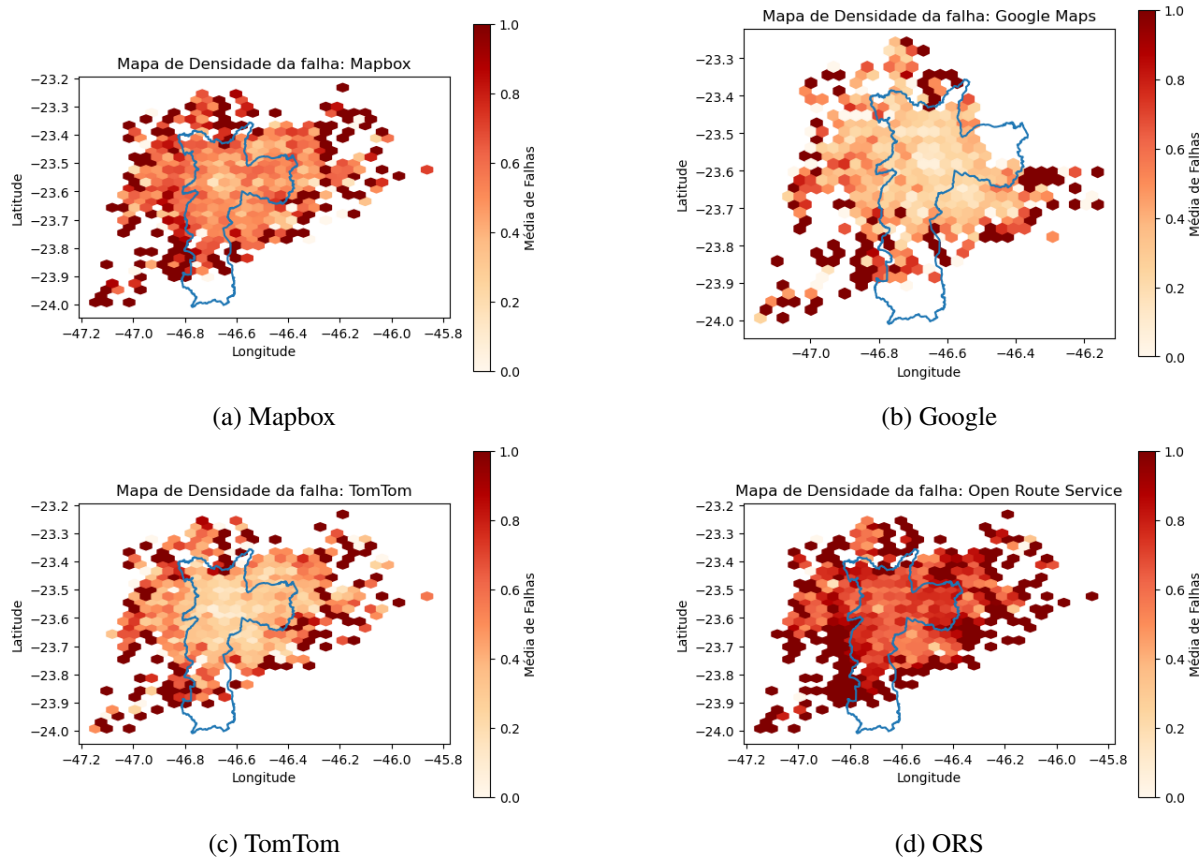 Mapa de Densidade da falha: Mapbox
−23.2
−23.3
−23.4
−23.5
−23.6
−23.7
−23.8
−23.9
−24.0
Latitude
−47.2 −47.0 −46.8 −46.6 −46.4 −46.2 −46.0 −45.8
Longitude
1.0
0.8
0.6
0.4
0.2
0.0
Média de Falhas
(a) Mapbox
Mapa de Densidade da falha: Google Maps
−23.3
−23.4
−23.5
−23.6
−23.7
−23.8
−23.9
−24.0
Latitude
−47.0 −46.8 −46.6 −46.4 −46.2
Longitude
1.0
0.8
0.6
0.4
0.2
0.0
Média de Falhas
(b) Google
Mapa de Densidade da falha: TomTom
−23.2
−23.3
−23.4
−23.5
−23.6
−23.7
−23.8
−23.9
−24.0
Latitude
−47.2 −47.0 −46.8 −46.6 −46.4 −46.2 −46.0 −45.8
Longitude
1.0
0.8
0.6
0.4
0.2
0.0
Média de Falhas
(c) TomTom
Mapa de Densidade da falha: Open Route Service
−23.2
−23.3
−23.4
−23.5
−23.6
−23.7
−23.8
−23.9
−24.0
Latitude
−47.2 −47.0 −46.8 −46.6 −46.4 −46.2 −46.0 −45.8
Longitude
1.0
0.8
0.6
0.4
0.2
0.0
Média de Falhas
(d) ORS